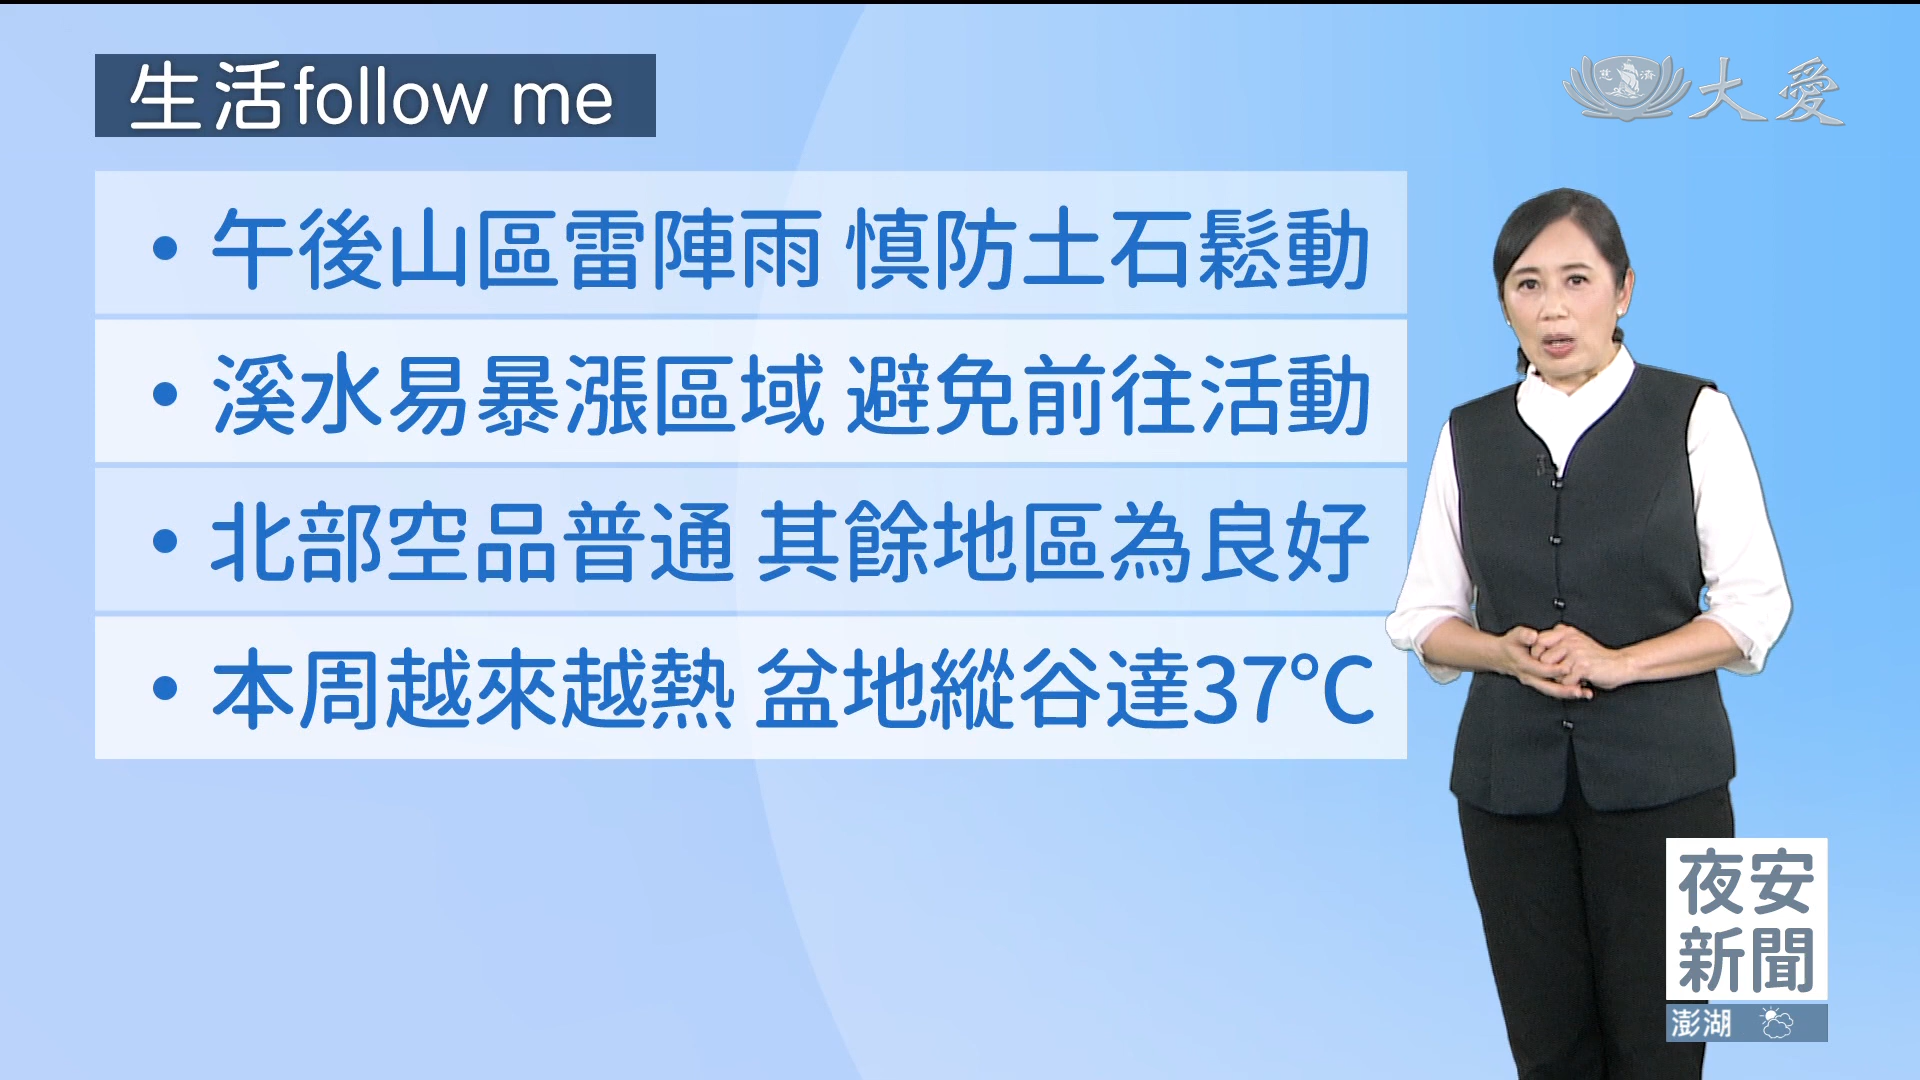 生活follow me
慈濟
大愛
• 午後山區雷陣雨 慎防土石鬆動
• 溪水易暴漲區域 避免前往活動
• 北部空品普通 其餘地區為良好
• 本周越來越熱 盆地縱谷達37°C
夜安
新聞
澎湖